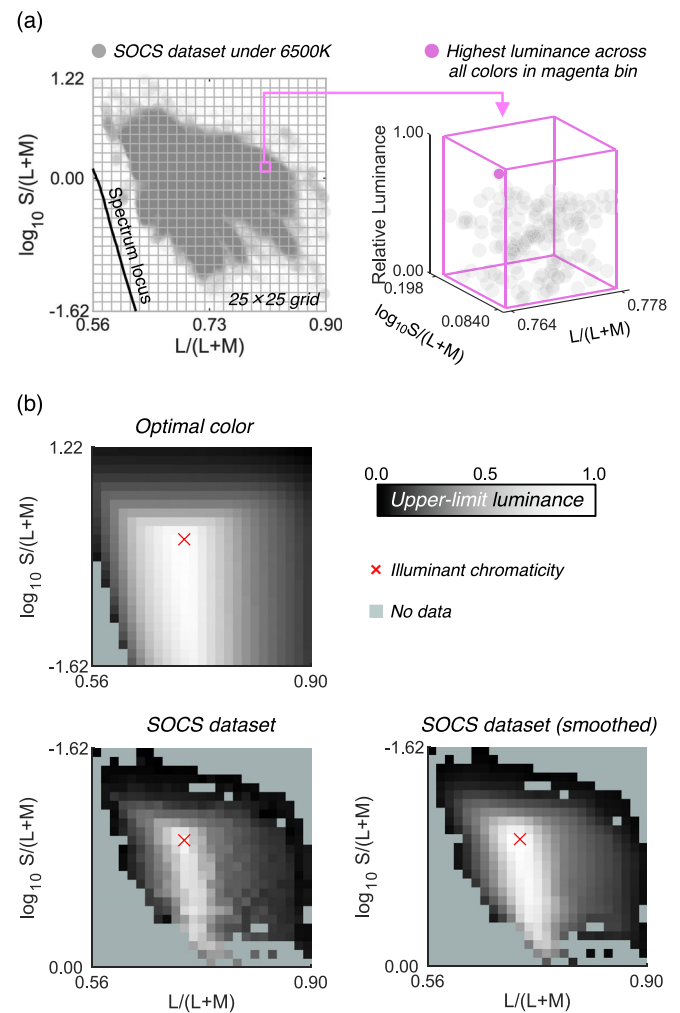 (a)
SOCS dataset under 6500K
Highest luminance across
all colors in magenta bin
1.22
0.00
-1.62
log10 S/(L+M)
Spectrum locus
25×25 grid
0.56
0.73
0.90
L/(L+M)
1.00
0.00
Relative Luminance
0.198
0.0840
log10S/(L+M)
0.764
0.778
L/(L+M)
(b)
Optimal color
1.22
-1.62
log10 S/(L+M)
0.56
0.90
0.0
0.5
1.0
Upper-limit luminance
Illuminant chromaticity
No data
SOCS dataset
-1.62
0.00
log10 S/(L+M)
0.56
0.90
L/(L+M)
SOCS dataset (smoothed)
-1.62
0.00
log10 S/(L+M)
0.56
0.90
L/(L+M)